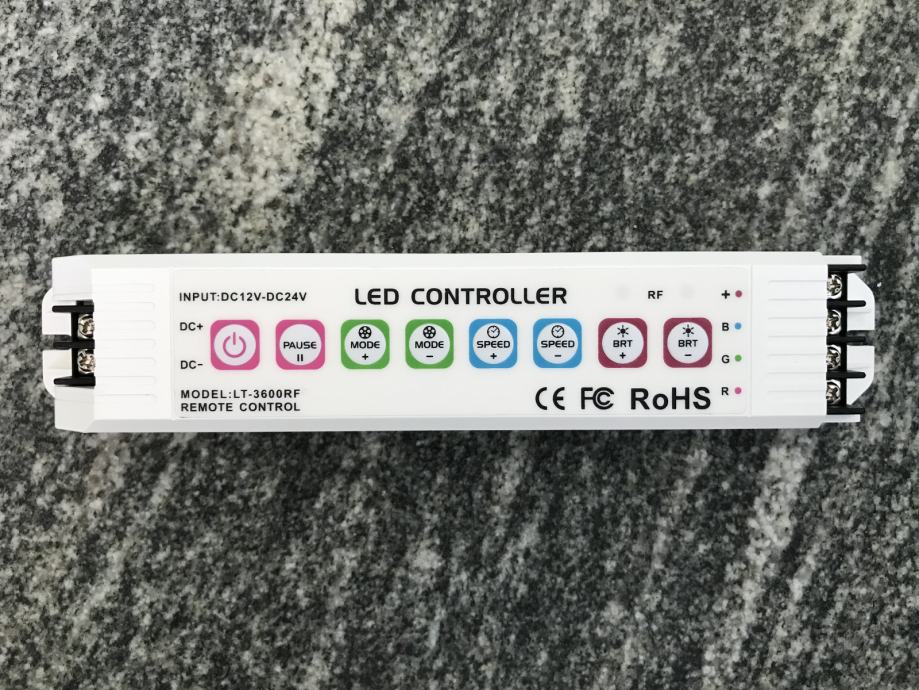 INPUT:DC12V-DC24V
LED CONTROLLER
RF
+
DC+
DC−
PAUSE
MODE
+
MODE
−
SPEED
+
SPEED
−
BRT
+
BRT
−
B
G
R
MODEL:LT-3600RF
REMOTE CONTROL
CE FC RoHS